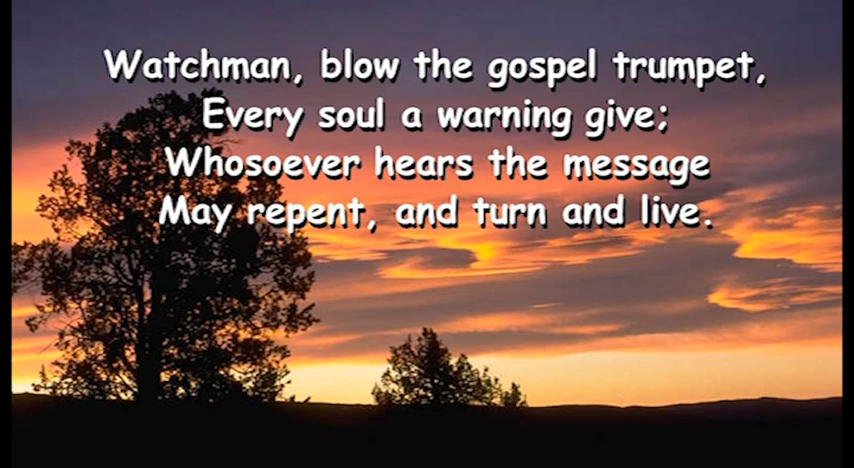 Watchman, blow the gospel trumpet,
Every soul a warning give;
Whosoever hears the message
May repent, and turn and live.